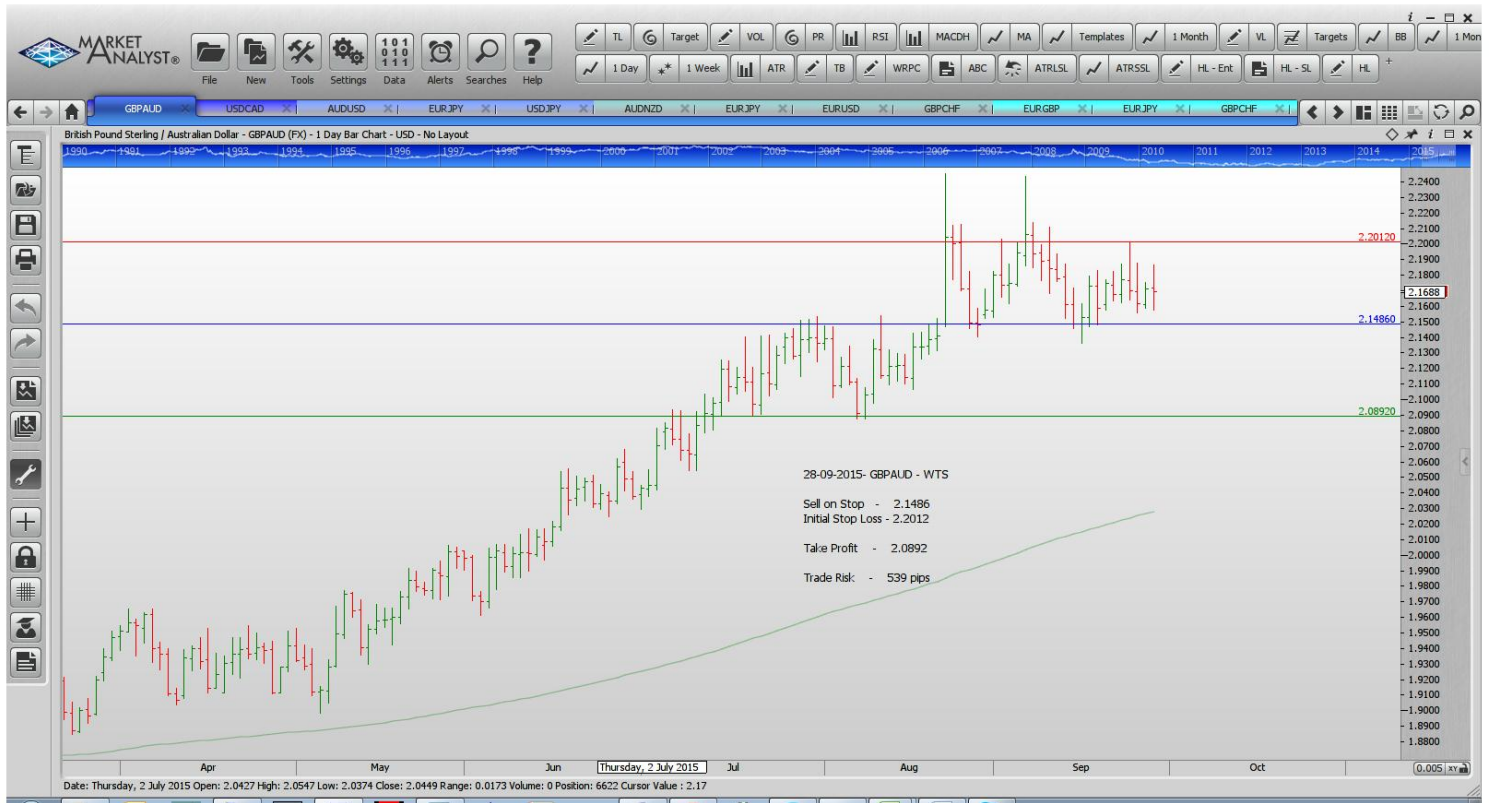 MARKET ANALYST®
File New Tools Settings Data Alerts Searches Help
TL Target VOL PR RSI MACDH MA Templates 1 Month VL Targets BB 1 Mon
1 Day 1 Week ATR TB WRPC ABC ATRLSL ATRSSL HL - Ent HL - SL HL +
GBPAUD USDCAD AUDUSD EURJPY USDJPY AUDNZD EURJPY EURUSD GBPCHF EURGBP EURJPY GBPCHF
British Pound Sterling / Australian Dollar - GBPAUD (FX) - 1 Day Bar Chart - USD - No Layout
1990 1991 1992 1993 1994 1995 1996 1997 1998 1999 2000 2001 2002 2003 2004 2005 2006 2007 2008 2009 2010 2011 2012 2013 2014 2015
2.2400
2.2300
2.2200
2.2100
2.20120
2.2000
2.1900
2.1800
2.1688
2.1600
2.14860
2.1500
2.1400
2.1300
2.1200
2.1100
2.1000
2.08920
2.0900
2.0800
2.0700
2.0600
2.0500
2.0400
2.0300
2.0200
2.0100
2.0000
1.9900
1.9800
1.9700
1.9600
1.9500
1.9400
1.9300
1.9200
1.9100
1.9000
1.8900
1.8800
28-09-2015- GBPAUD - WTS
Sell on Stop - 2.1486
Initial Stop Loss - 2.2012
Take Profit - 2.0892
Trade Risk - 539 pips
Apr May Jun Thursday, 2 July 2015 Jul Aug Sep Oct
0.005 XY
Date: Thursday, 2 July 2015 Open: 2.0427 High: 2.0547 Low: 2.0374 Close: 2.0449 Range: 0.0173 Volume: 0 Position: 6622 Cursor Value : 2.17